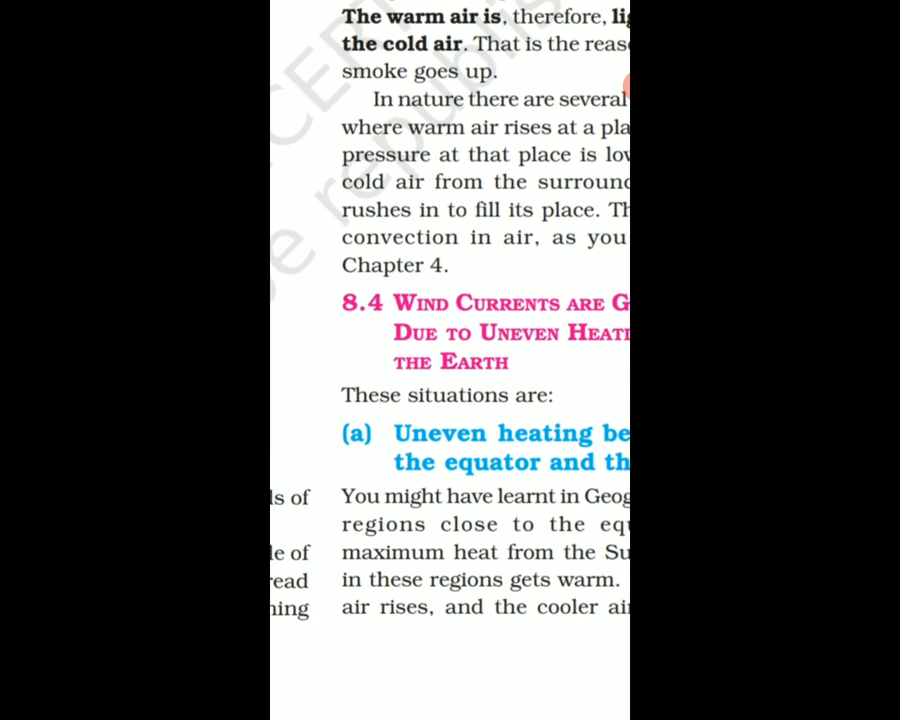 The warm air is, therefore,
the cold air. That is the
smoke goes up.
In nature there are several
where warm air rises at a
pressure at that place is
cold air from the
rushes in to fill its place.
convection in air, as you
Chapter 4.
8.4 WIND CURRENTS ARE
DUE TO UNEVEN
THE EARTH
These situations are:
(a) Uneven heating
the equator and
You might have learnt in
regions close to the
maximum heat from the
in these regions gets warm.
air rises, and the cooler
of
of